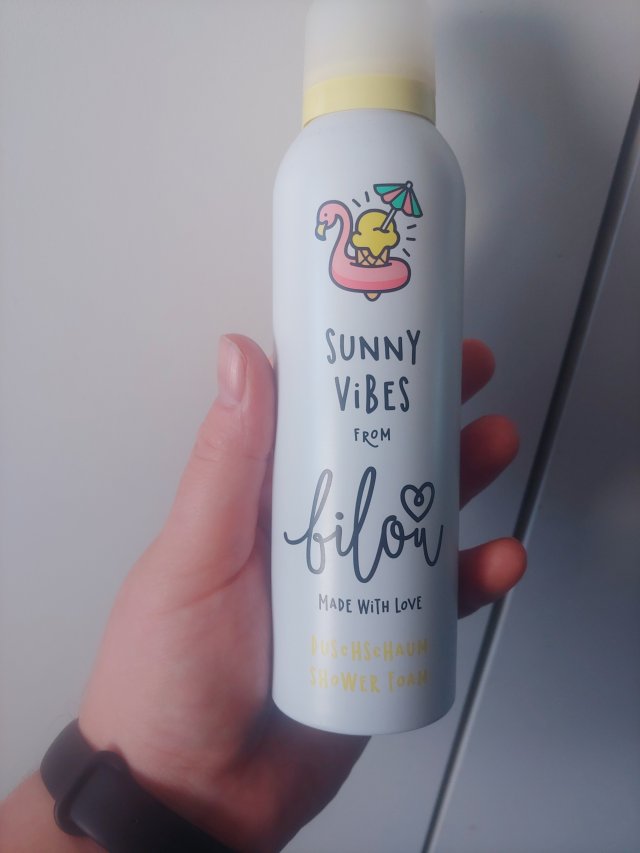 SUNNY
ViBES
FROM
bilou
MADE WiTH LOVE
DUSCHSCHAUM
SHOWER FOAM